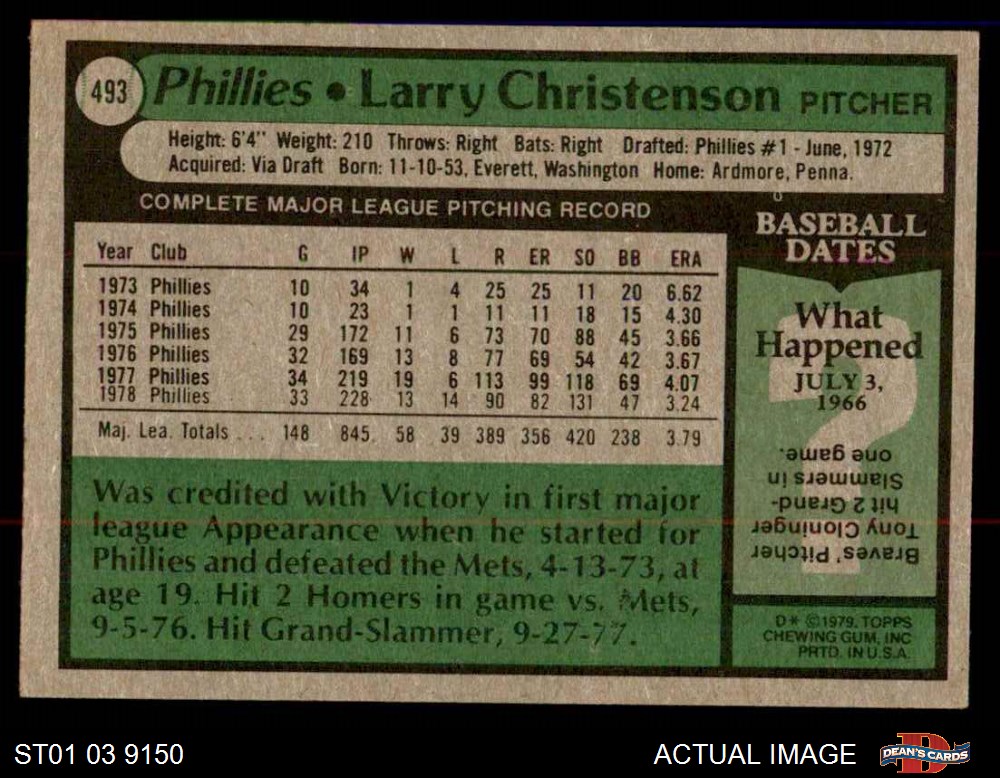 493
Phillies • Larry Christenson PITCHER
Height: 6'4" Weight: 210 Throws: Right Bats: Right Drafted: Phillies #1 - June, 1972
Acquired: Via Draft Born: 11-10-53, Everett, Washington Home: Ardmore, Penna.
COMPLETE MAJOR LEAGUE PITCHING RECORD
Year Club G IP W L R ER SO BB ERA
1973 Phillies 10 34 1 4 25 25 11 20 6.62
1974 Phillies 10 23 1 1 11 11 18 15 4.30
1975 Phillies 29 172 11 6 73 70 88 45 3.66
1976 Phillies 32 169 13 8 77 69 54 42 3.67
1977 Phillies 34 219 19 6 113 99 118 69 4.07
1978 Phillies 33 228 13 14 90 82 131 47 3.24
Maj. Lea. Totals ... 148 845 58 39 389 356 420 238 3.79
Was credited with Victory in first major
league Appearance when he started for
Phillies and defeated the Mets, 4-13-73, at
age 19. Hit 2 Homers in game vs. Mets,
9-5-76. Hit Grand-Slammer, 9-27-77.
BASEBALL
DATES
What
Happened
JULY 3,
1966
?
Braves' Pitcher
Tony Cloninger
hit 2 Grand-
Slammers in
one game.
D* ©1979. TOPPS
CHEWING GUM, INC
PRTD. IN U.S.A.
ST01 03 9150
ACTUAL IMAGE
D
DEAN'S CARDS